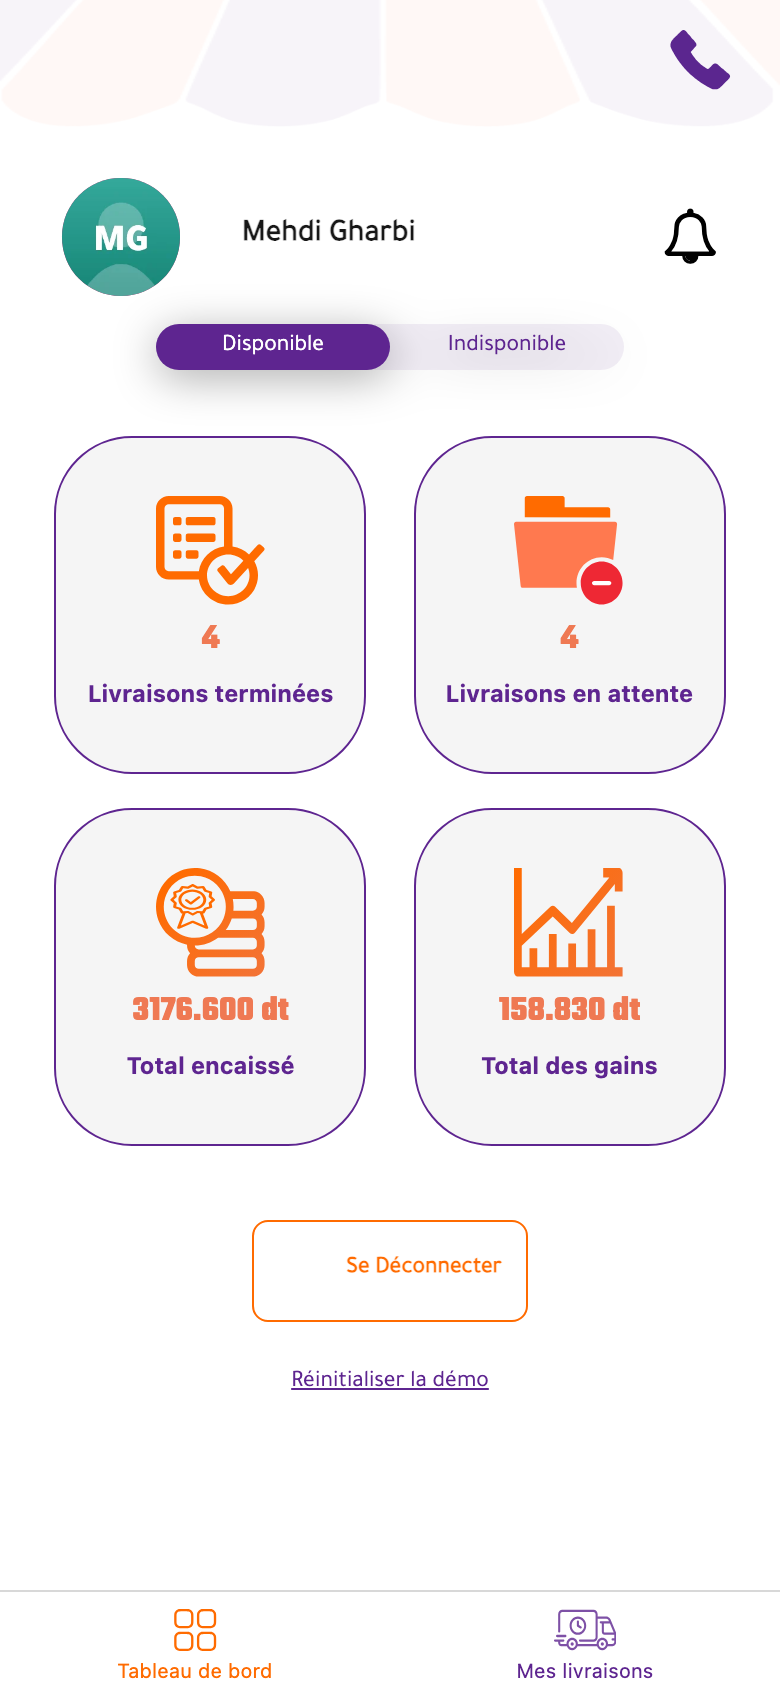 MG
Mehdi Gharbi
Disponible
Indisponible
4
Livraisons terminées
4
Livraisons en attente
3176.600 dt
Total encaissé
158.830 dt
Total des gains
Se Déconnecter
Réinitialiser la démo
Tableau de bord
Mes livraisons